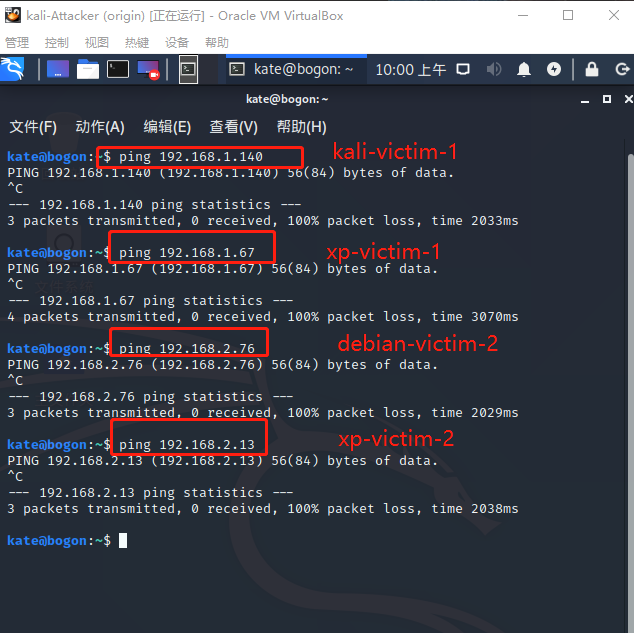 kali-Attacker (origin) [正在运行] - Oracle VM VirtualBox
管理 控制 视图 热键 设备 帮助
kate@bogon: ~ 10:00 上午
kate@bogon: ~
文件(F) 动作(A) 编辑(E) 查看(V) 帮助(H)
kate@bogon:~$ ping 192.168.1.140 kali-victim-1
PING 192.168.1.140 (192.168.1.140) 56(84) bytes of data.
^C
--- 192.168.1.140 ping statistics ---
3 packets transmitted, 0 received, 100% packet loss, time 2033ms
kate@bogon:~$ ping 192.168.1.67 xp-victim-1
PING 192.168.1.67 (192.168.1.67) 56(84) bytes of data.
^C
--- 192.168.1.67 ping statistics ---
4 packets transmitted, 0 received, 100% packet loss, time 3070ms
kate@bogon:~$ ping 192.168.2.76 debian-victim-2
PING 192.168.2.76 (192.168.2.76) 56(84) bytes of data.
^C
--- 192.168.2.76 ping statistics ---
3 packets transmitted, 0 received, 100% packet loss, time 2029ms
kate@bogon:~$ ping 192.168.2.13 xp-victim-2
PING 192.168.2.13 (192.168.2.13) 56(84) bytes of data.
^C
--- 192.168.2.13 ping statistics ---
3 packets transmitted, 0 received, 100% packet loss, time 2038ms
kate@bogon:~$